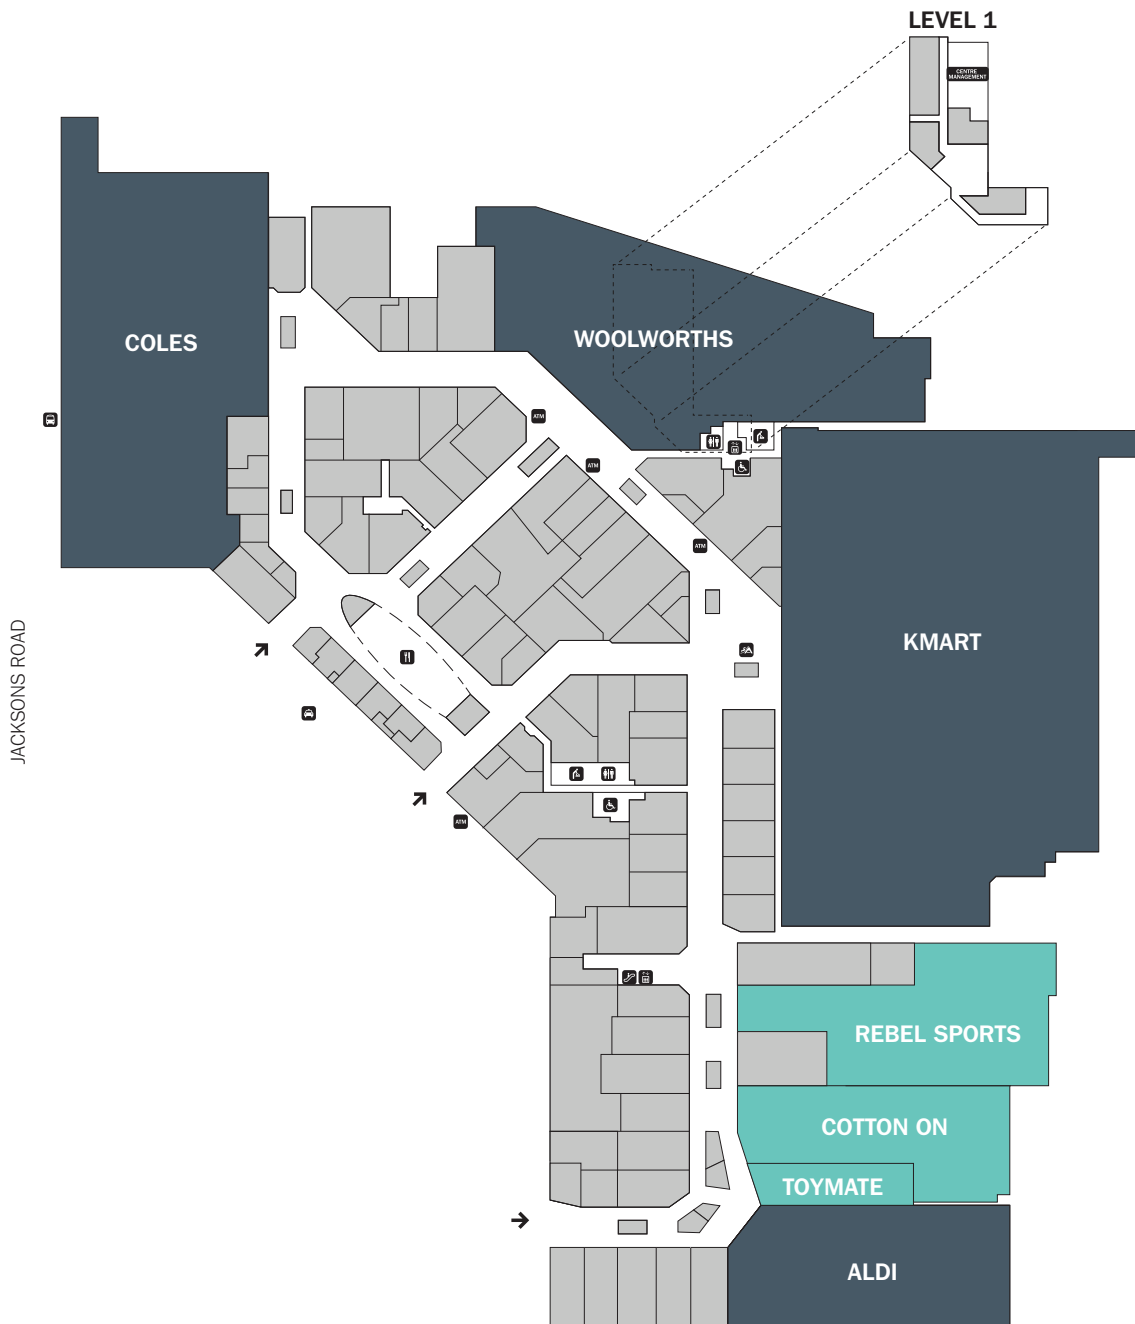 LEVEL 1
CENTRE
MANAGEMENT
COLES
WOOLWORTHS
ATM
ATM
ATM
JACKSONS ROAD
KMART
ATM
REBEL SPORTS
COTTON ON
TOYMATE
ALDI